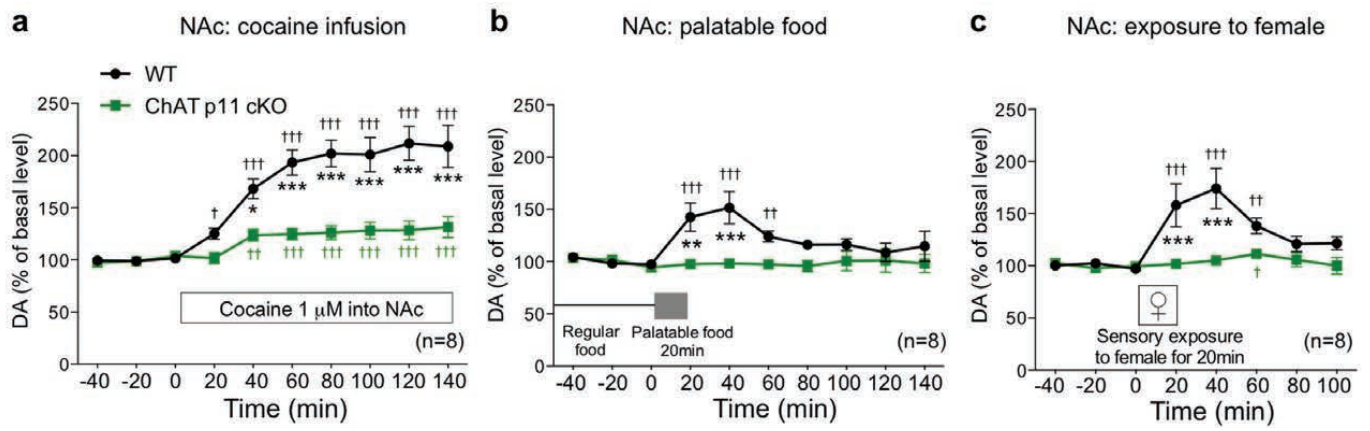 a
NAc: cocaine infusion
WT
ChAT p11 cKO
DA (% of basal level)
250
200
150
100
50
0
†
†††
†††
†††
†††
†††
†††
*
***
***
***
***
***
††
†††
†††
†††
†††
†††
Cocaine 1 μM into NAc
(n=8)
-40 -20 0 20 40 60 80 100 120 140
Time (min)
b
NAc: palatable food
DA (% of basal level)
250
200
150
100
50
0
†††
†††
††
**
***
Regular
food
Palatable food
20min
(n=8)
-40 -20 0 20 40 60 80 100 120 140
Time (min)
c
NAc: exposure to female
DA (% of basal level)
250
200
150
100
50
0
†††
†††
††
***
***
†
♀
Sensory exposure
to female for 20min
(n=8)
-40 -20 0 20 40 60 80 100
Time (min)